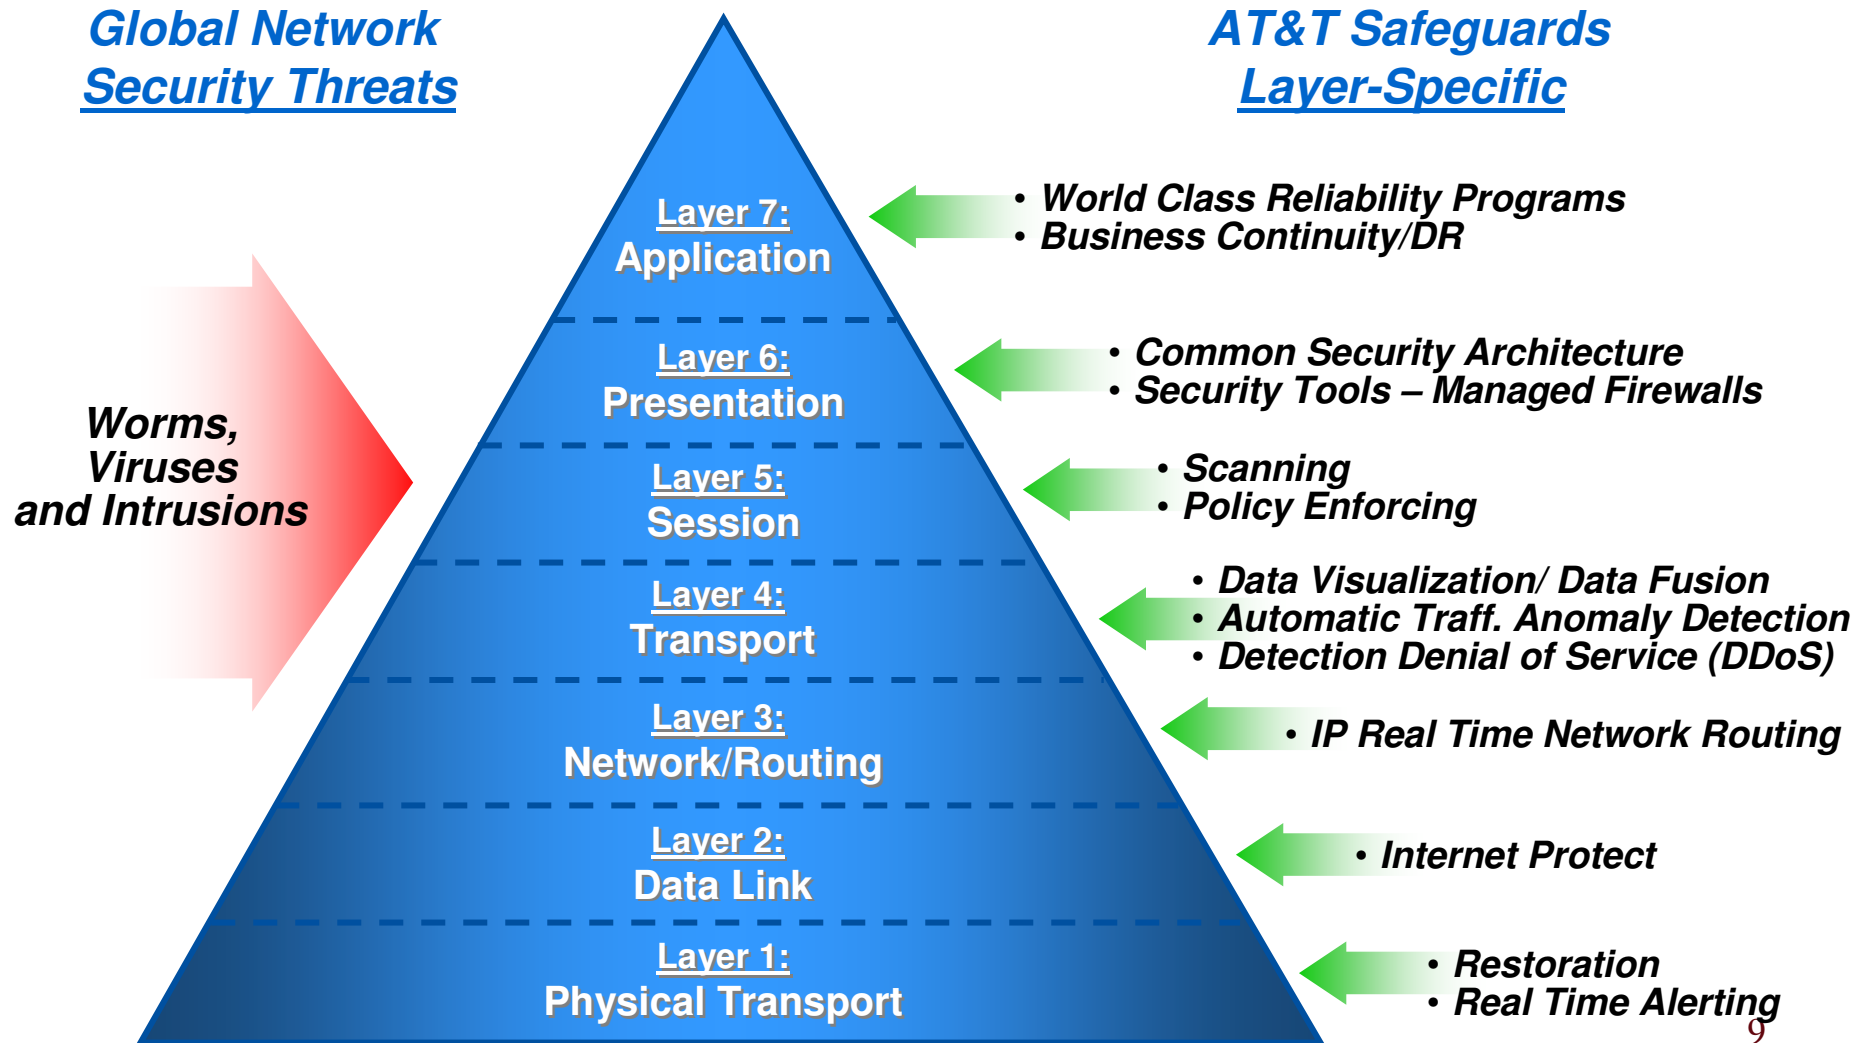 Global Network
Security Threats
AT&T Safeguards
Layer-Specific
Worms,
Viruses
and Intrusions
Layer 7:
Application
• World Class Reliability Programs
• Business Continuity/DR
Layer 6:
Presentation
• Common Security Architecture
• Security Tools – Managed Firewalls
Layer 5:
Session
• Scanning
• Policy Enforcing
Layer 4:
Transport
• Data Visualization/ Data Fusion
• Automatic Traff. Anomaly Detection
• Detection Denial of Service (DDoS)
Layer 3:
Network/Routing
• IP Real Time Network Routing
Layer 2:
Data Link
• Internet Protect
Layer 1:
Physical Transport
• Restoration
• Real Time Alerting
9